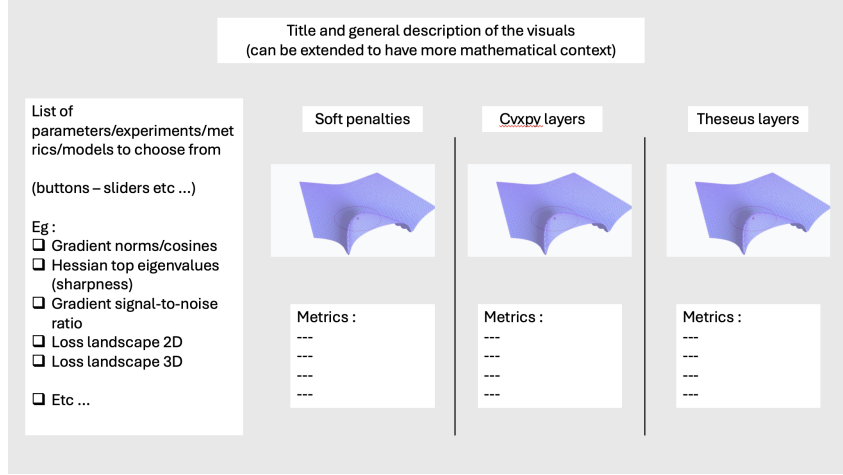 Title and general description of the visuals
(can be extended to have more mathematical context)
List of
parameters/experiments/met
rics/models to choose from
(buttons – sliders etc ...)
Eg :
Gradient norms/cosines
Hessian top eigenvalues
(sharpness)
Gradient signal-to-noise
ratio
Loss landscape 2D
Loss landscape 3D
Etc ...
Soft penalties
Metrics :
---
---
---
---
Cvxpy layers
Metrics :
---
---
---
---
Theseus layers
Metrics :
---
---
---
---